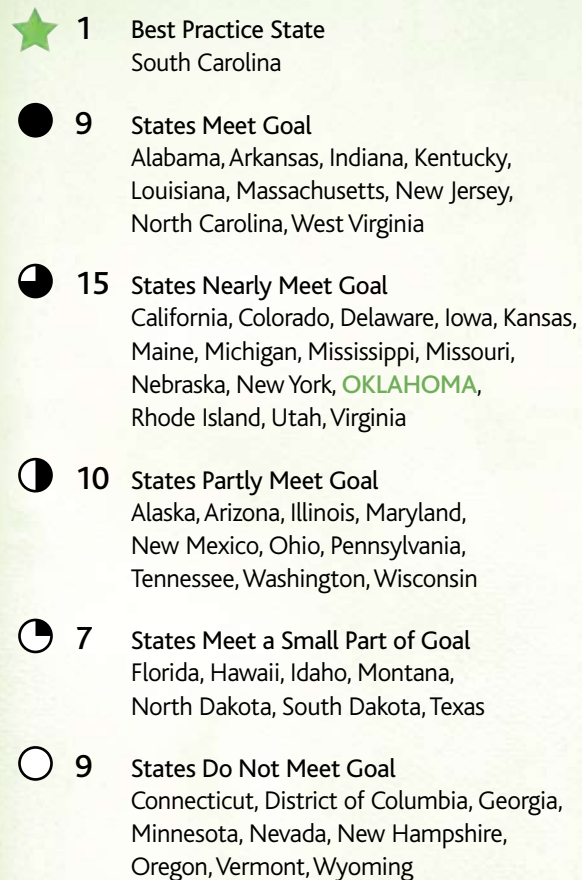 1 Best Practice State
South Carolina
9 States Meet Goal
Alabama, Arkansas, Indiana, Kentucky,
Louisiana, Massachusetts, New Jersey,
North Carolina, West Virginia
15 States Nearly Meet Goal
California, Colorado, Delaware, Iowa, Kansas,
Maine, Michigan, Mississippi, Missouri,
Nebraska, New York, OKLAHOMA,
Rhode Island, Utah, Virginia
10 States Partly Meet Goal
Alaska, Arizona, Illinois, Maryland,
New Mexico, Ohio, Pennsylvania,
Tennessee, Washington, Wisconsin
7 States Meet a Small Part of Goal
Florida, Hawaii, Idaho, Montana,
North Dakota, South Dakota, Texas
9 States Do Not Meet Goal
Connecticut, District of Columbia, Georgia,
Minnesota, Nevada, New Hampshire,
Oregon, Vermont, Wyoming